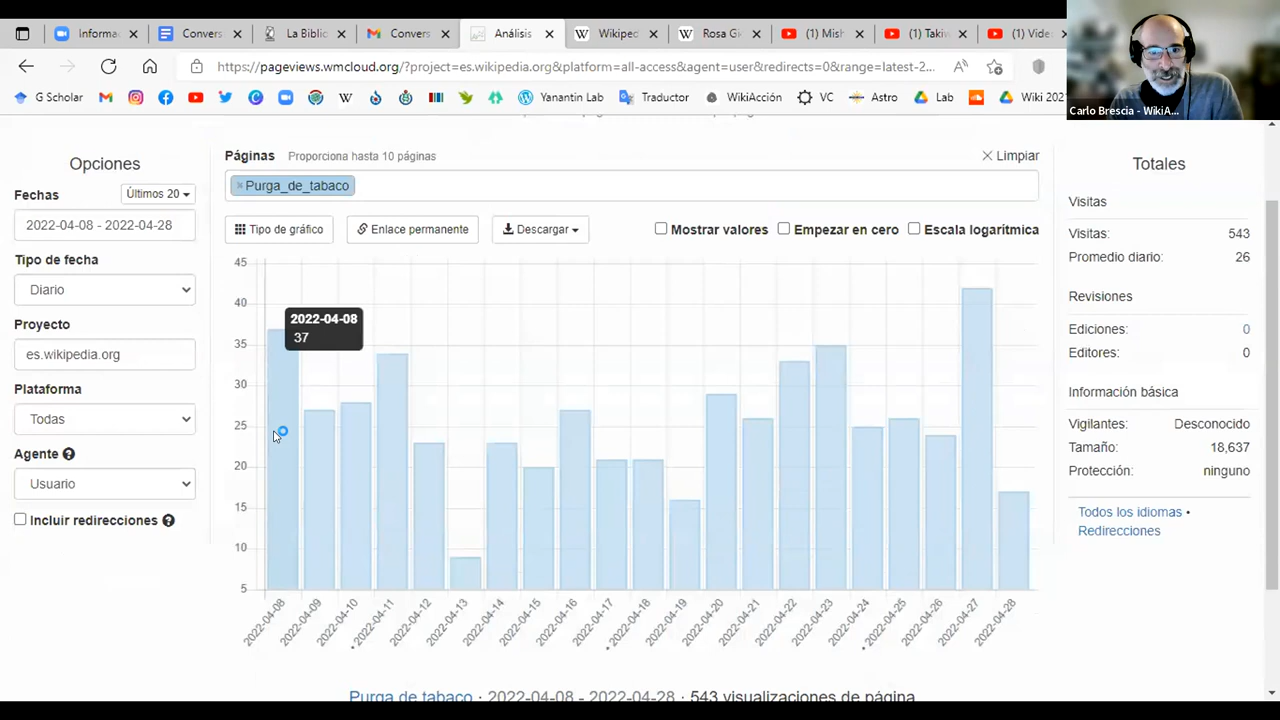 Informac
Convers
La Biblio
Convers
Análisis
Wikiped
Rosa Gi
(1) Mish
(1) Takiw
(1) Vide
https://pageviews.wmcloud.org/?project=es.wikipedia.org&platform=all-access&agent=user&redirects=0&range=latest-2...
G Scholar
Yanantin Lab
Traductor
WikiAcción
VC
Astro
Lab
Wiki 202
Carlo Brescia - WikiA...
Opciones
Fechas
Últimos 20
2022-04-08 - 2022-04-28
Tipo de fecha
Diario
Proyecto
es.wikipedia.org
Plataforma
Todas
Agente
Usuario
Incluir redirecciones
Páginas Proporciona hasta 10 páginas
Limpiar
× Purga_de_tabaco
Tipo de gráfico
Enlace permanente
Descargar
Mostrar valores
Empezar en cero
Escala logarítmica
45
40
35
30
25
20
15
10
5
2022-04-08
37
2022-04-08
2022-04-09
2022-04-10
2022-04-11
2022-04-12
2022-04-13
2022-04-14
2022-04-15
2022-04-16
2022-04-17
2022-04-18
2022-04-19
2022-04-20
2022-04-21
2022-04-22
2022-04-23
2022-04-24
2022-04-25
2022-04-26
2022-04-27
2022-04-28
Purga de tabaco · 2022-04-08 - 2022-04-28 · 543 visualizaciones de página
Totales
Visitas
Visitas: 543
Promedio diario: 26
Revisiones
Ediciones: 0
Editores: 0
Información básica
Vigilantes: Desconocido
Tamaño: 18,637
Protección: ninguno
Todos los idiomas •
Redirecciones